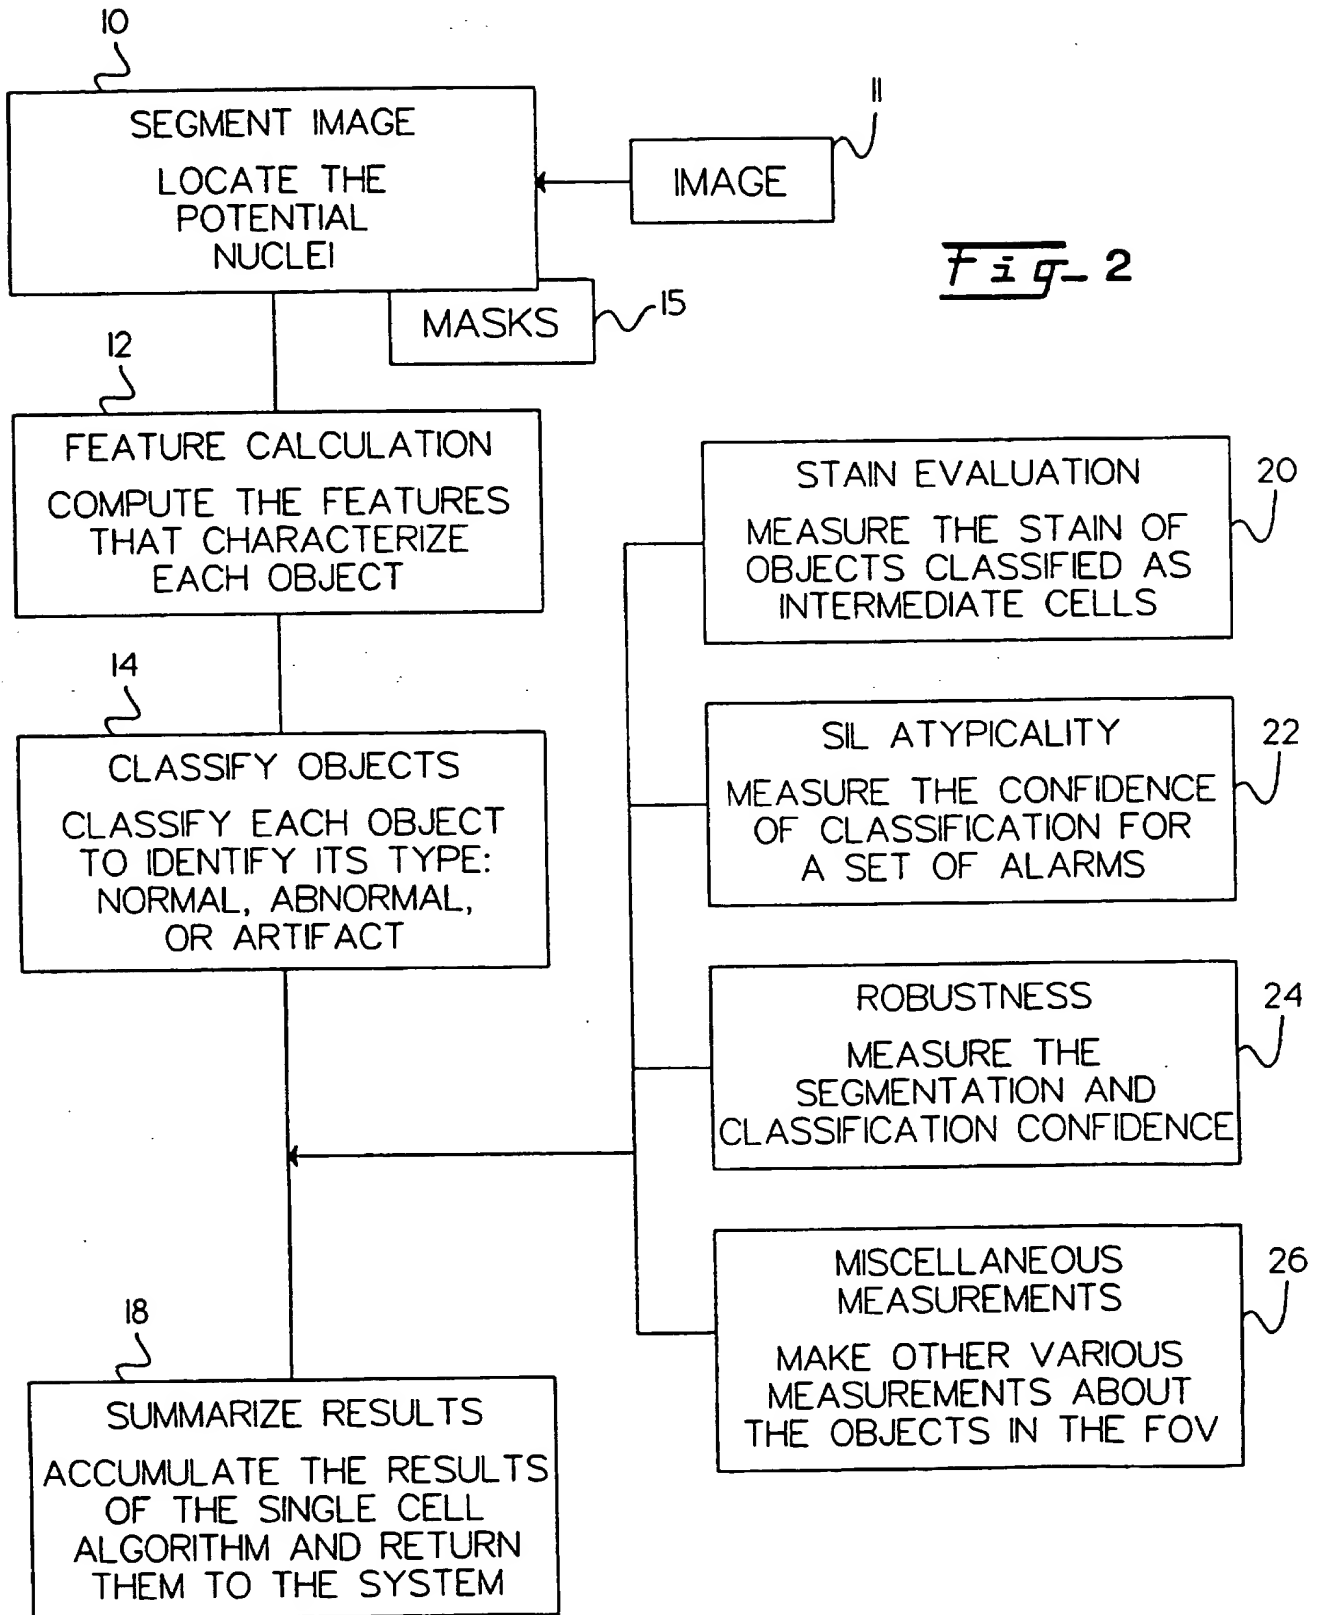 10
SEGMENT IMAGE
LOCATE THE
POTENTIAL
NUCLEI
11
IMAGE
Fig- 2
MASKS
15
12
FEATURE CALCULATION
COMPUTE THE FEATURES
THAT CHARACTERIZE
EACH OBJECT
14
CLASSIFY OBJECTS
CLASSIFY EACH OBJECT
TO IDENTIFY ITS TYPE:
NORMAL, ABNORMAL,
OR ARTIFACT
20
STAIN EVALUATION
MEASURE THE STAIN OF
OBJECTS CLASSIFIED AS
INTERMEDIATE CELLS
22
SIL ATYPICALITY
MEASURE THE CONFIDENCE
OF CLASSIFICATION FOR
A SET OF ALARMS
24
ROBUSTNESS
MEASURE THE
SEGMENTATION AND
CLASSIFICATION CONFIDENCE
26
MISCELLANEOUS
MEASUREMENTS
MAKE OTHER VARIOUS
MEASUREMENTS ABOUT
THE OBJECTS IN THE FOV
18
SUMMARIZE RESULTS
ACCUMULATE THE RESULTS
OF THE SINGLE CELL
ALGORITHM AND RETURN
THEM TO THE SYSTEM